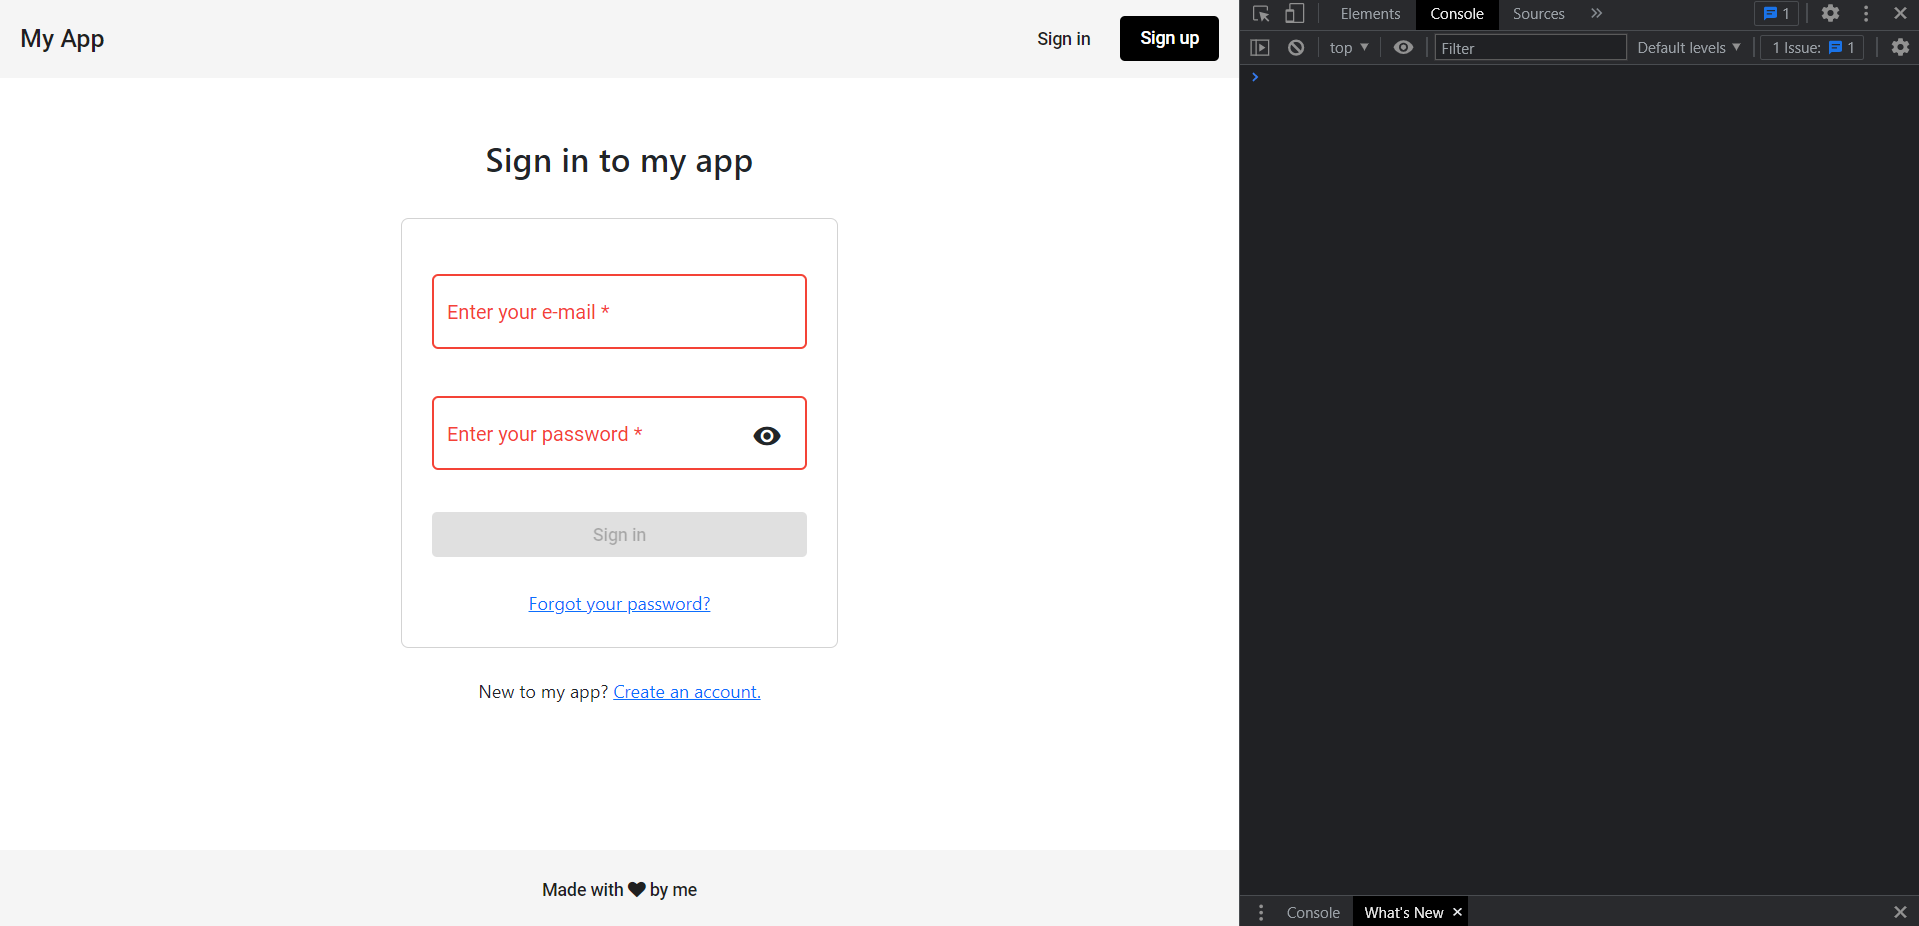 My App
Sign in
Sign up
Sign in to my app
Enter your e-mail *
Enter your password *
Sign in
Forgot your password?
New to my app? Create an account.
Made with ♥ by me
Elements
Console
Sources
1
top
Filter
Default levels
1 Issue: 1
Console
What's New